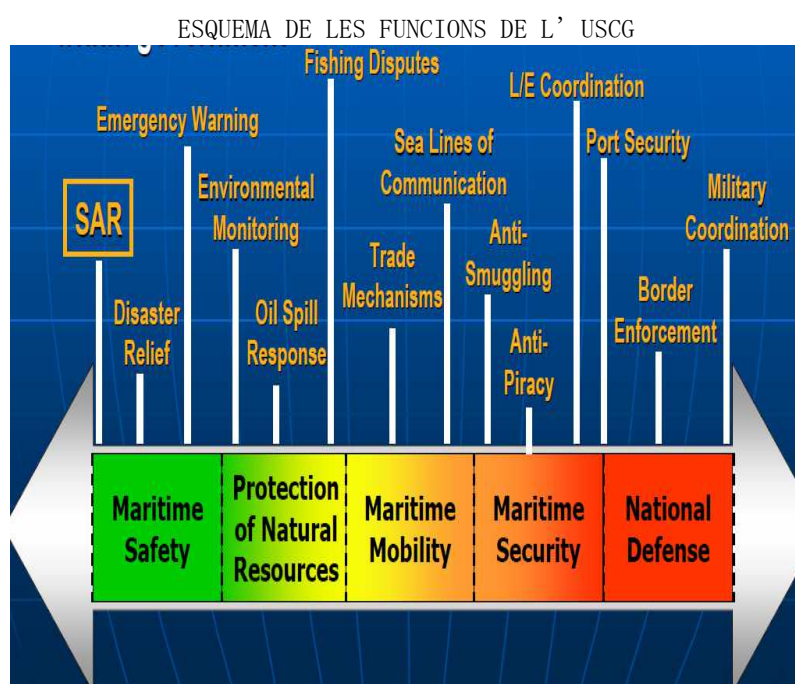 ESQUEMA DE LES FUNCIONS DE L’USCG
Fishing Disputes
L/E Coordination
Emergency Warning
Sea Lines of
Communication
Port Security
SAR
Environmental
Monitoring
Military
Coordination
Anti-
Smuggling
Trade
Mechanisms
Border
Enforcement
Disaster
Relief
Oil Spill
Response
Anti-
Piracy
Maritime
Safety
Protection
of Natural
Resources
Maritime
Mobility
Maritime
Security
National
Defense